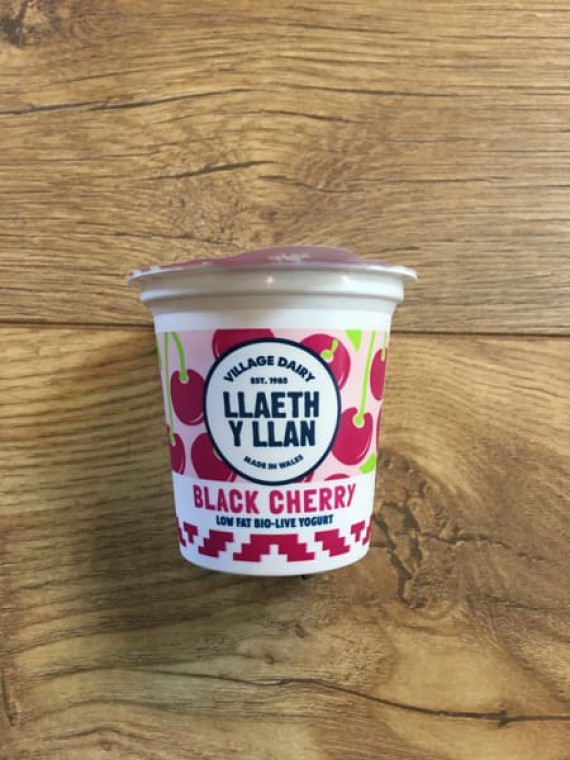 VILLAGE DAIRY
EST. 1985
LLAETH
Y LLAN
MADE IN WALES
BLACK CHERRY
LOW FAT BIO-LIVE YOGURT